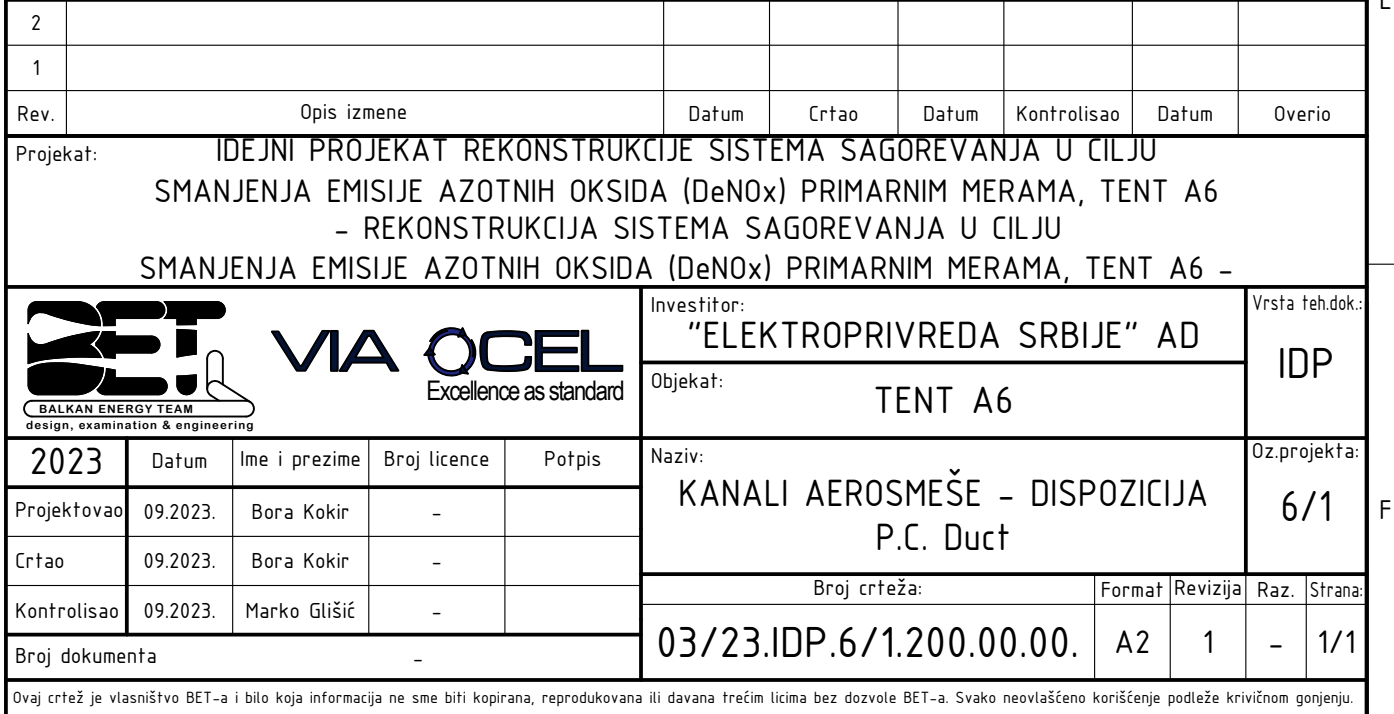 2
1
Rev. Opis izmene Datum Crtao Datum Kontrolisao Datum Overio
Projekat: IDEJNI PROJEKAT REKONSTRUKCIJE SISTEMA SAGOREVANJA U CILJU
SMANJENJA EMISIJE AZOTNIH OKSIDA (DeNOx) PRIMARNIM MERAMA, TENT A6
- REKONSTRUKCIJA SISTEMA SAGOREVANJA U CILJU
SMANJENJA EMISIJE AZOTNIH OKSIDA (DeNOx) PRIMARNIM MERAMA, TENT A6 -
BET
BALKAN ENERGY TEAM
design, examination & engineering
VIA OCEL
Excellence as standard
Investitor:
"ELEKTROPRIVREDA SRBIJE" AD
Vrsta teh.dok.:
IDP
Objekat:
TENT A6
2023 Datum Ime i prezime Broj licence Potpis
Projektovao 09.2023. Bora Kokir -
Crtao 09.2023. Bora Kokir -
Kontrolisao 09.2023. Marko Glišić -
Broj dokumenta -
Naziv:
KANALI AEROSMEŠE - DISPOZICIJA
P.C. Duct
Oz.projekta:
6/1
F
Broj crteža: Format Revizija Raz. Strana:
03/23.IDP.6/1.200.00.00. A2 1 - 1/1
Ovaj crtež je vlasništvo BET-a i bilo koja informacija ne sme biti kopirana, reprodukovana ili davana trećim licima bez dozvole BET-a. Svako neovlašćeno korišćenje podleže krivičnom gonjenju.